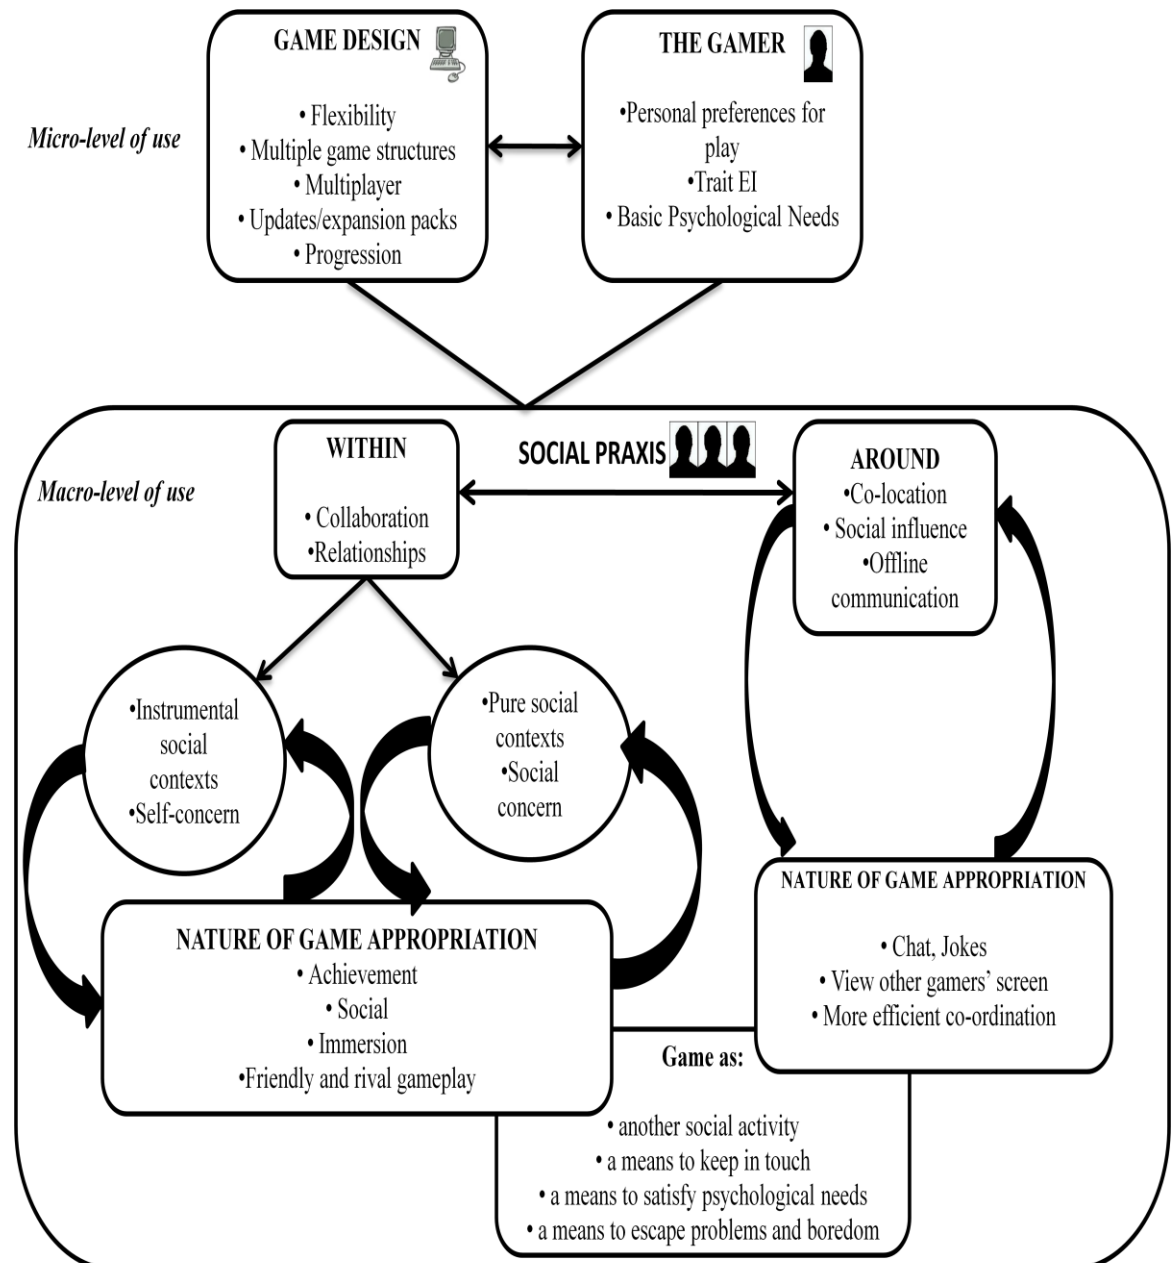 GAME DESIGN
• Flexibility
• Multiple game structures
• Multiplayer
• Updates/expansion packs
• Progression
THE GAMER
•Personal preferences for
play
•Trait EI
• Basic Psychological Needs
Micro-level of use
SOCIAL PRAXIS
Macro-level of use
WITHIN
• Collaboration
•Relationships
AROUND
•Co-location
• Social influence
•Offline
communication
•Instrumental
social
contexts
•Self-concern
•Pure social
contexts
•Social
concern
NATURE OF GAME APPROPRIATION
• Achievement
• Social
• Immersion
•Friendly and rival gameplay
NATURE OF GAME APPROPRIATION
• Chat, Jokes
• View other gamers’ screen
• More efficient co-ordination
Game as:
• another social activity
• a means to keep in touch
• a means to satisfy psychological needs
• a means to escape problems and boredom